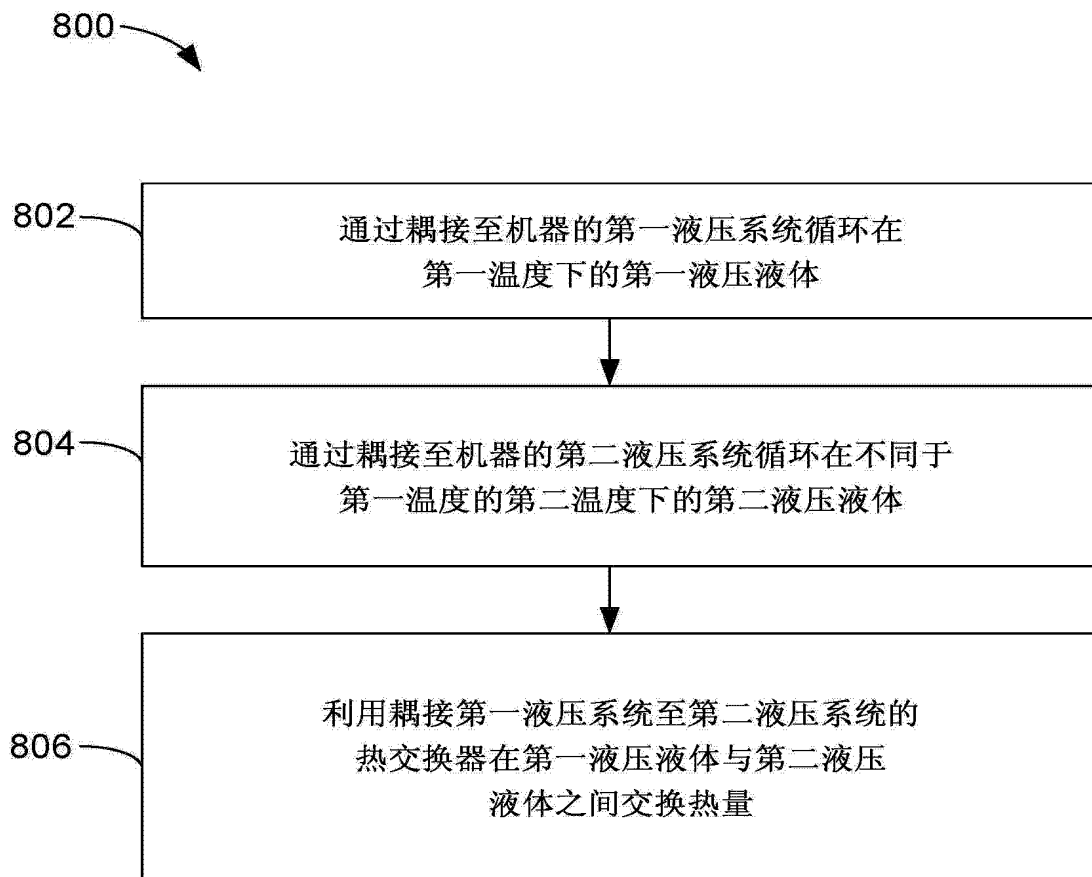 800
802
通过耦接至机器的第一液压系统循环在
第一温度下的第一液压液体
804
通过耦接至机器的第二液压系统循环在不同于
第一温度的第二温度下的第二液压液体
806
利用耦接第一液压系统至第二液压系统的
热交换器在第一液压液体与第二液压
液体之间交换热量